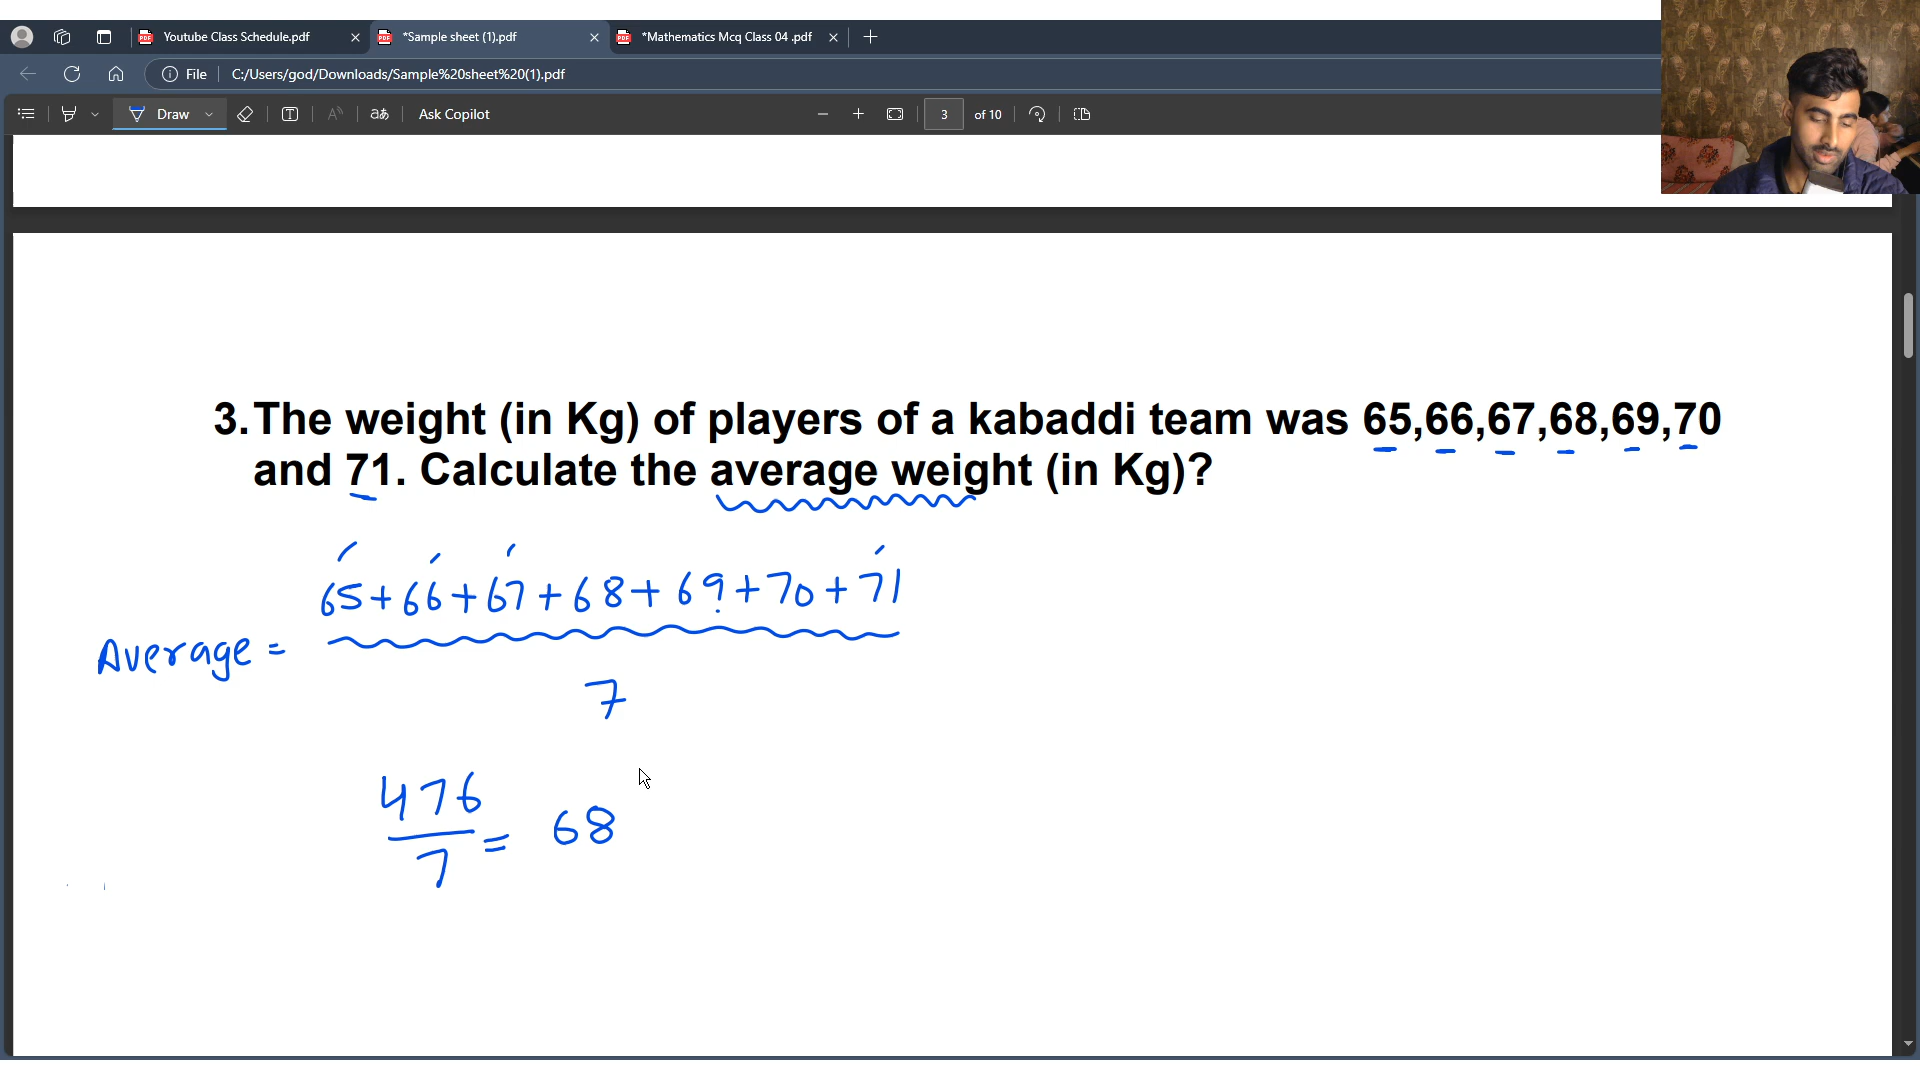 Youtube Class Schedule.pdf
*Sample sheet (1).pdf
*Mathematics Mcq Class 04 .pdf
File C:/Users/god/Downloads/Sample%20sheet%20(1).pdf
Draw aあ Ask Copilot 3 of 10
3. The weight (in Kg) of players of a kabaddi team was 65,66,67,68,69,70
and 71. Calculate the average weight (in Kg)?
65+66+67+68+69+70+71
Average =
7
476
= 68
7